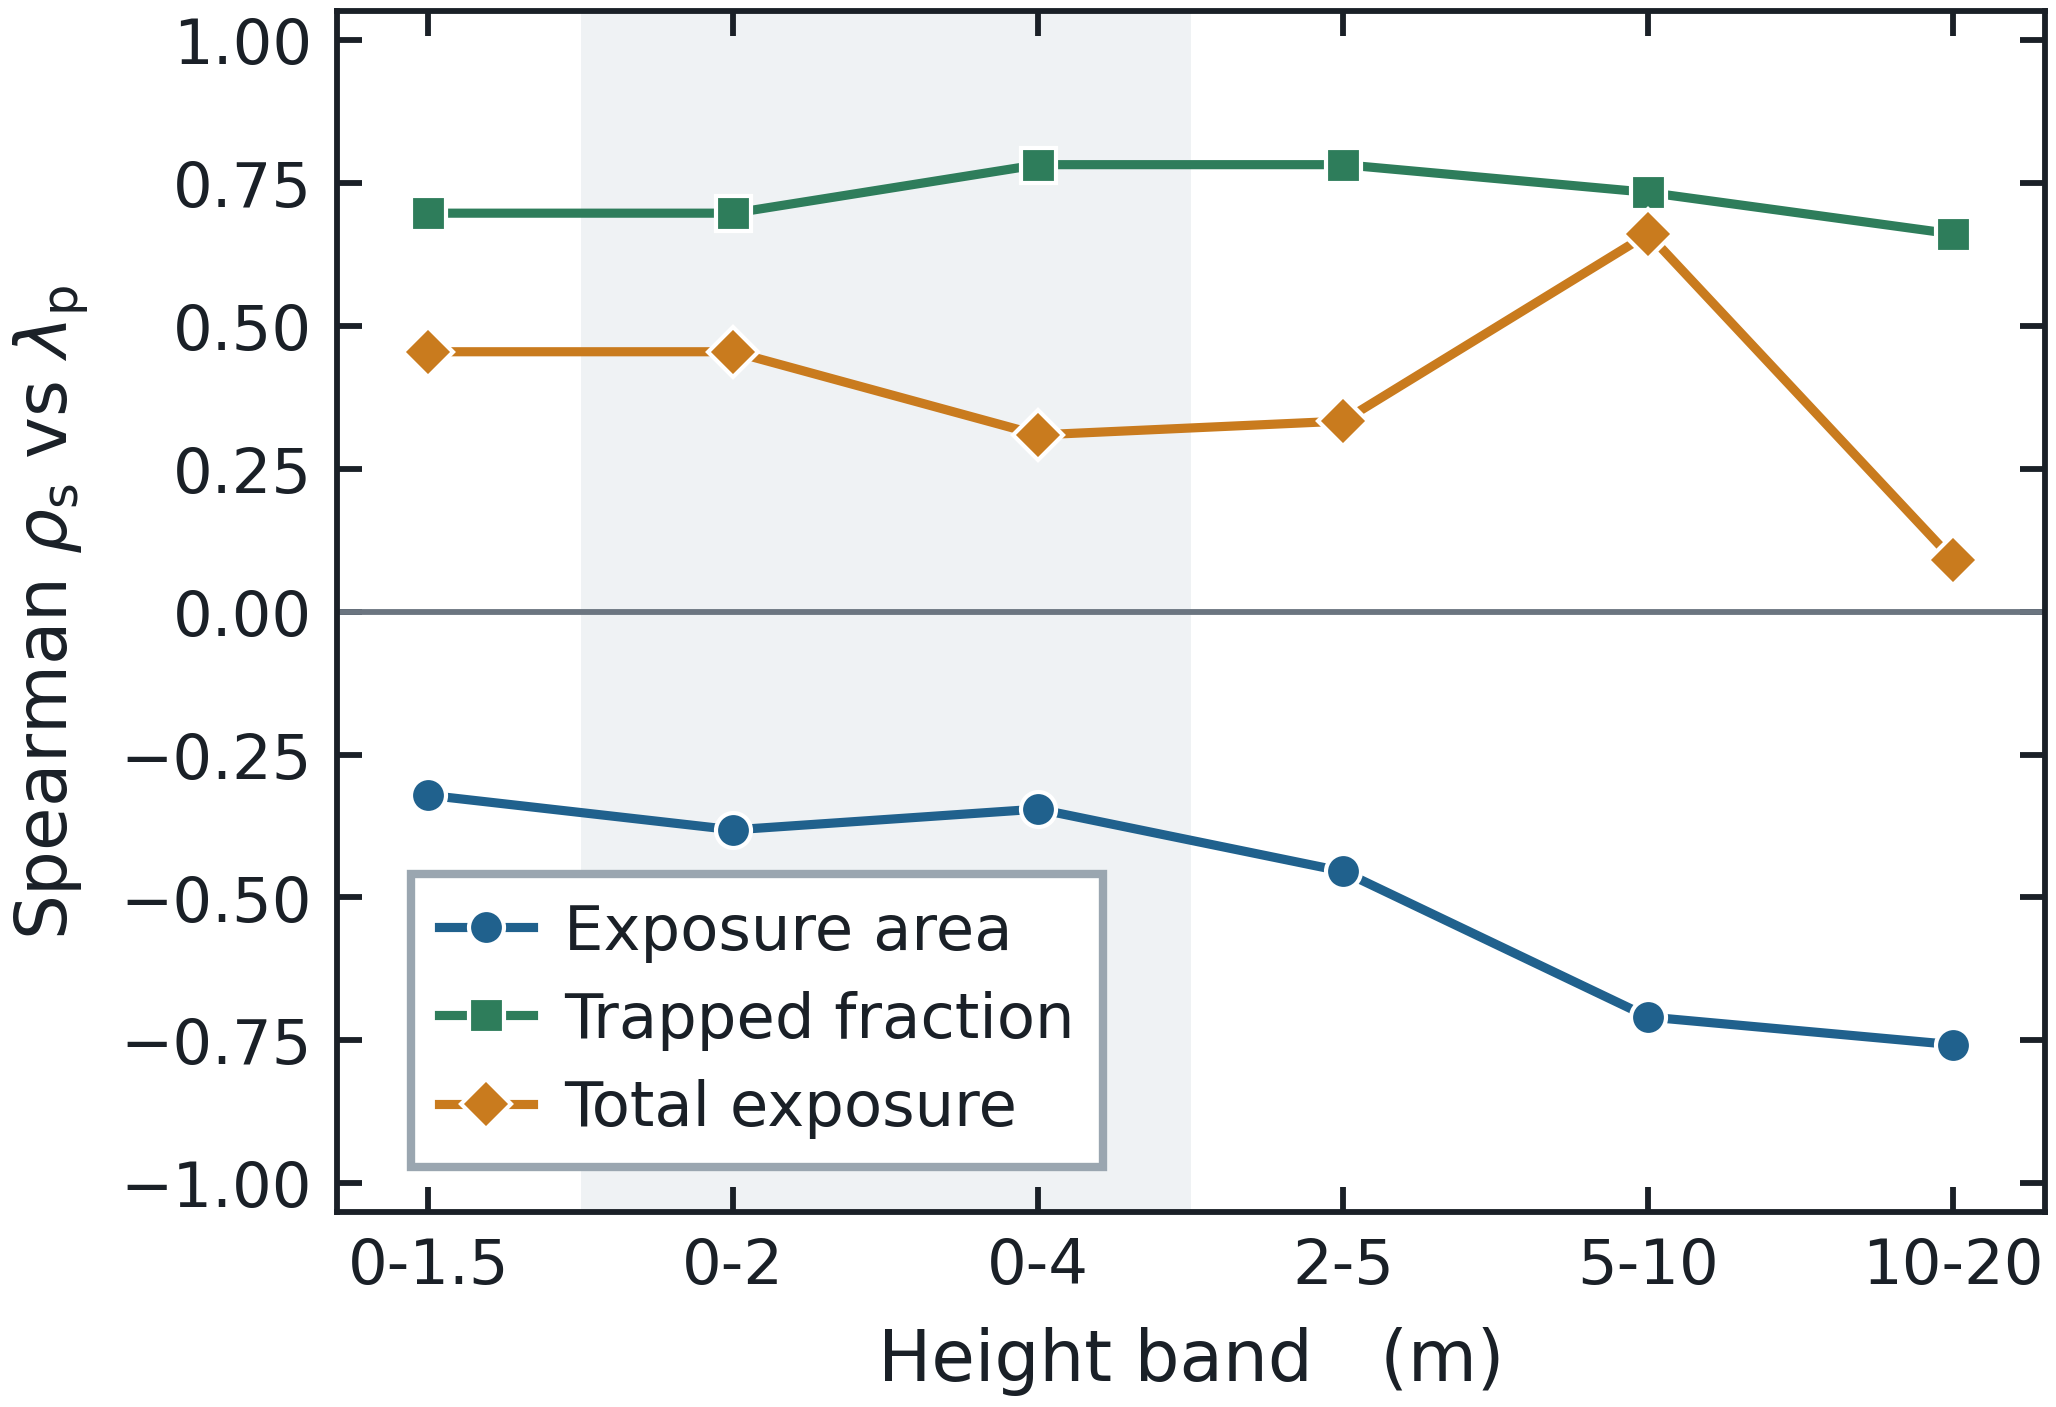 Spearman ρs vs λp
1.00
0.75
0.50
0.25
0.00
−0.25
−0.50
−0.75
−1.00
Exposure area
Trapped fraction
Total exposure
0-1.5 0-2 0-4 2-5 5-10 10-20
Height band (m)